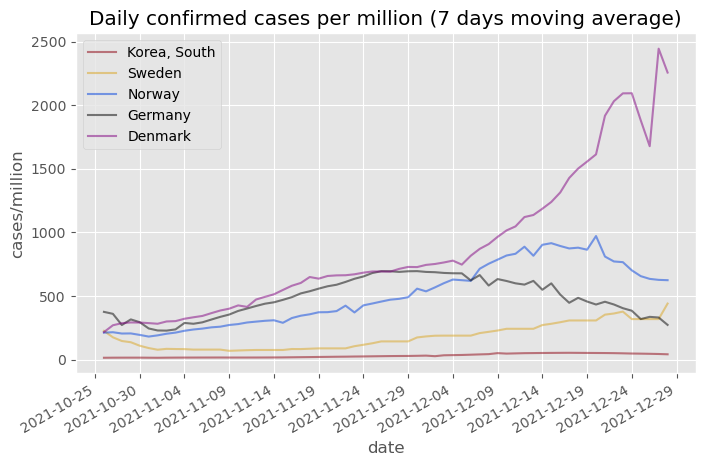 Daily confirmed cases per million (7 days moving average)
2500
2000
1500
1000
500
0
cases/million
Korea, South
Sweden
Norway
Germany
Denmark
2021-10-25
2021-10-30
2021-11-04
2021-11-09
2021-11-14
2021-11-19
2021-11-24
2021-11-29
2021-12-04
2021-12-09
2021-12-14
2021-12-19
2021-12-24
2021-12-29
date